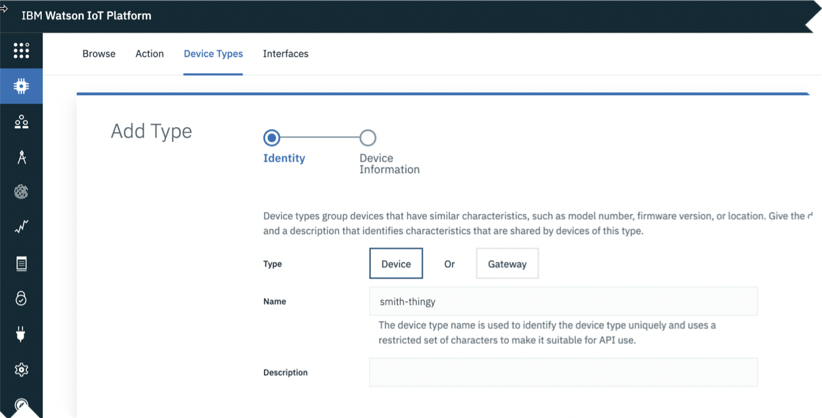 IBM Watson IoT Platform
Browse Action Device Types Interfaces
Add Type
Identity
Device
Information
Device types group devices that have similar characteristics, such as model number, firmware version, or location. Give the
and a description that identifies characteristics that are shared by devices of this type.
Type Device Or Gateway
Name smith-thingy
The device type name is used to identify the device type uniquely and uses a
restricted set of characters to make it suitable for API use.
Description